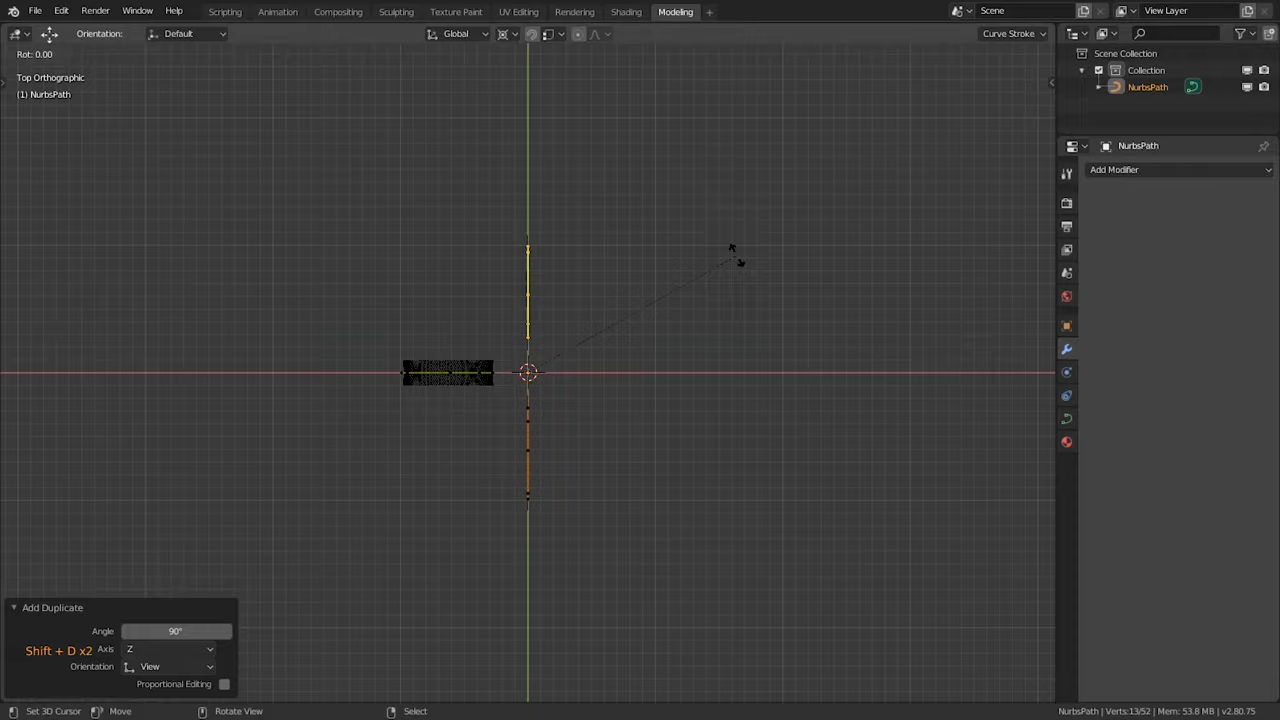 File Edit Render Window Help Scripting Animation Compositing Sculpting Texture Paint UV Editing Rendering Shading Modeling + Scene View Layer
Orientation: Default Global Curve Stroke
Rot: 0.00
Top Orthographic
(1) NurbsPath
Scene Collection
Collection
NurbsPath
NurbsPath
Add Modifier
Add Duplicate
Angle 90°
Shift + D x2 Axis Z
Orientation View
Proportional Editing
Set 3D Cursor Move Rotate View Select NurbsPath | Verts:13/52 | Mem: 53.8 MB | v2.80.75